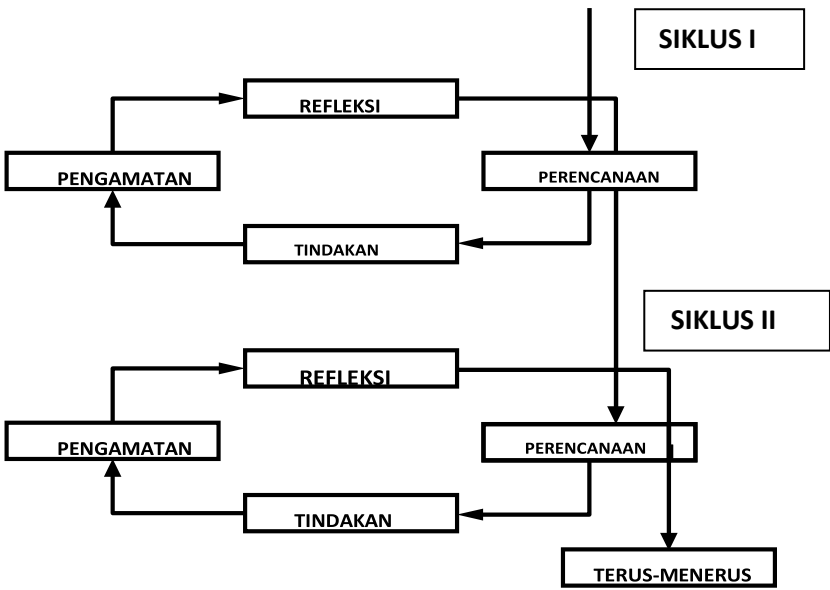 SIKLUS I
REFLEKSI
PENGAMATAN
PERENCANAAN
TINDAKAN
SIKLUS II
REFLEKSI
PENGAMATAN
PERENCANAAN
TINDAKAN
TERUS-MENERUS